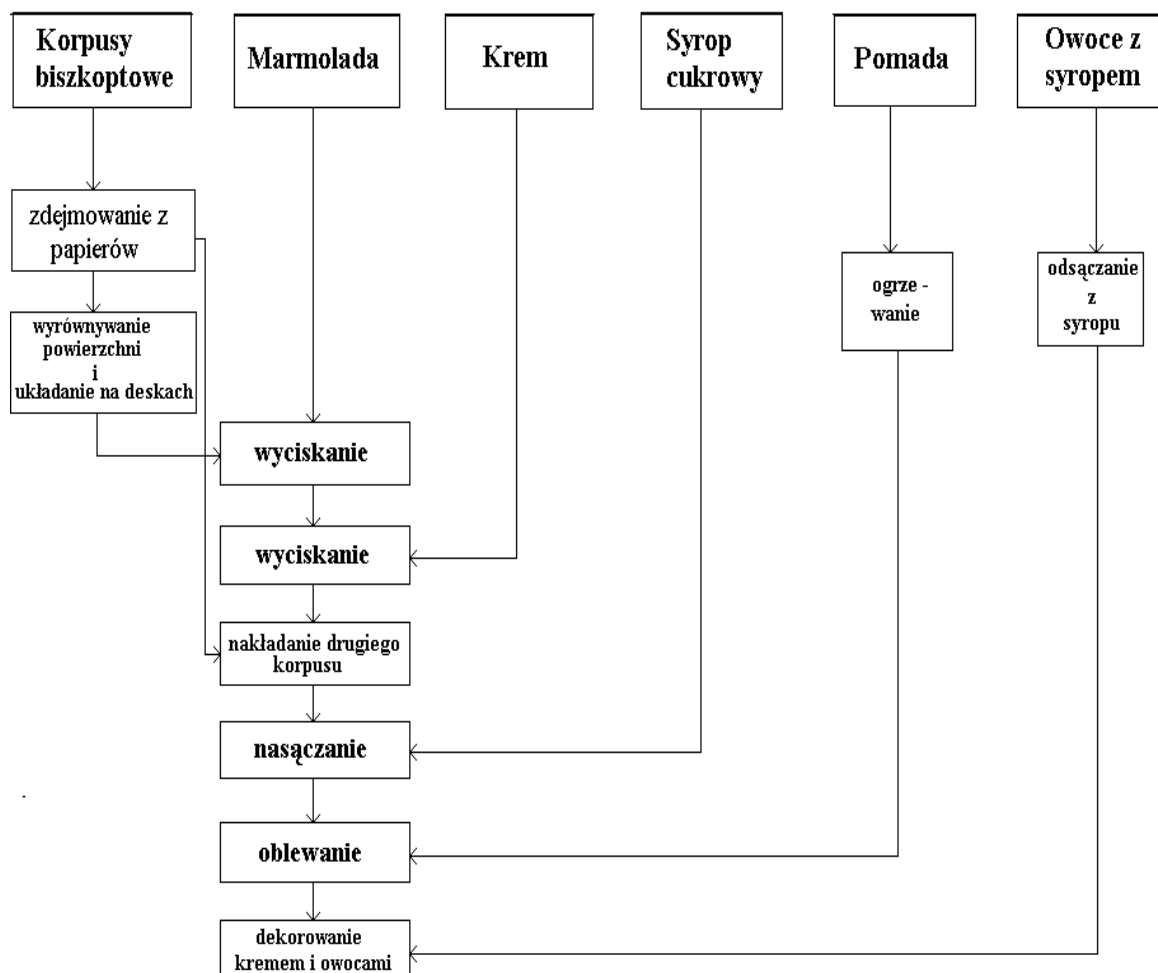 Korpusy
biszkoptowe
Marmolada
Krem
Syrop
cukrowy
Pomada
Owoce z
syropem
zdejmowanie z
papierów
ogrze -
wanie
odsączanie
z
syropu
wyrównywanie
powierzchni
i
układanie na deskach
wyciskanie
wyciskanie
nakładanie drugiego
korpusu
nasączanie
oblewanie
dekorowanie
kremem i owocami